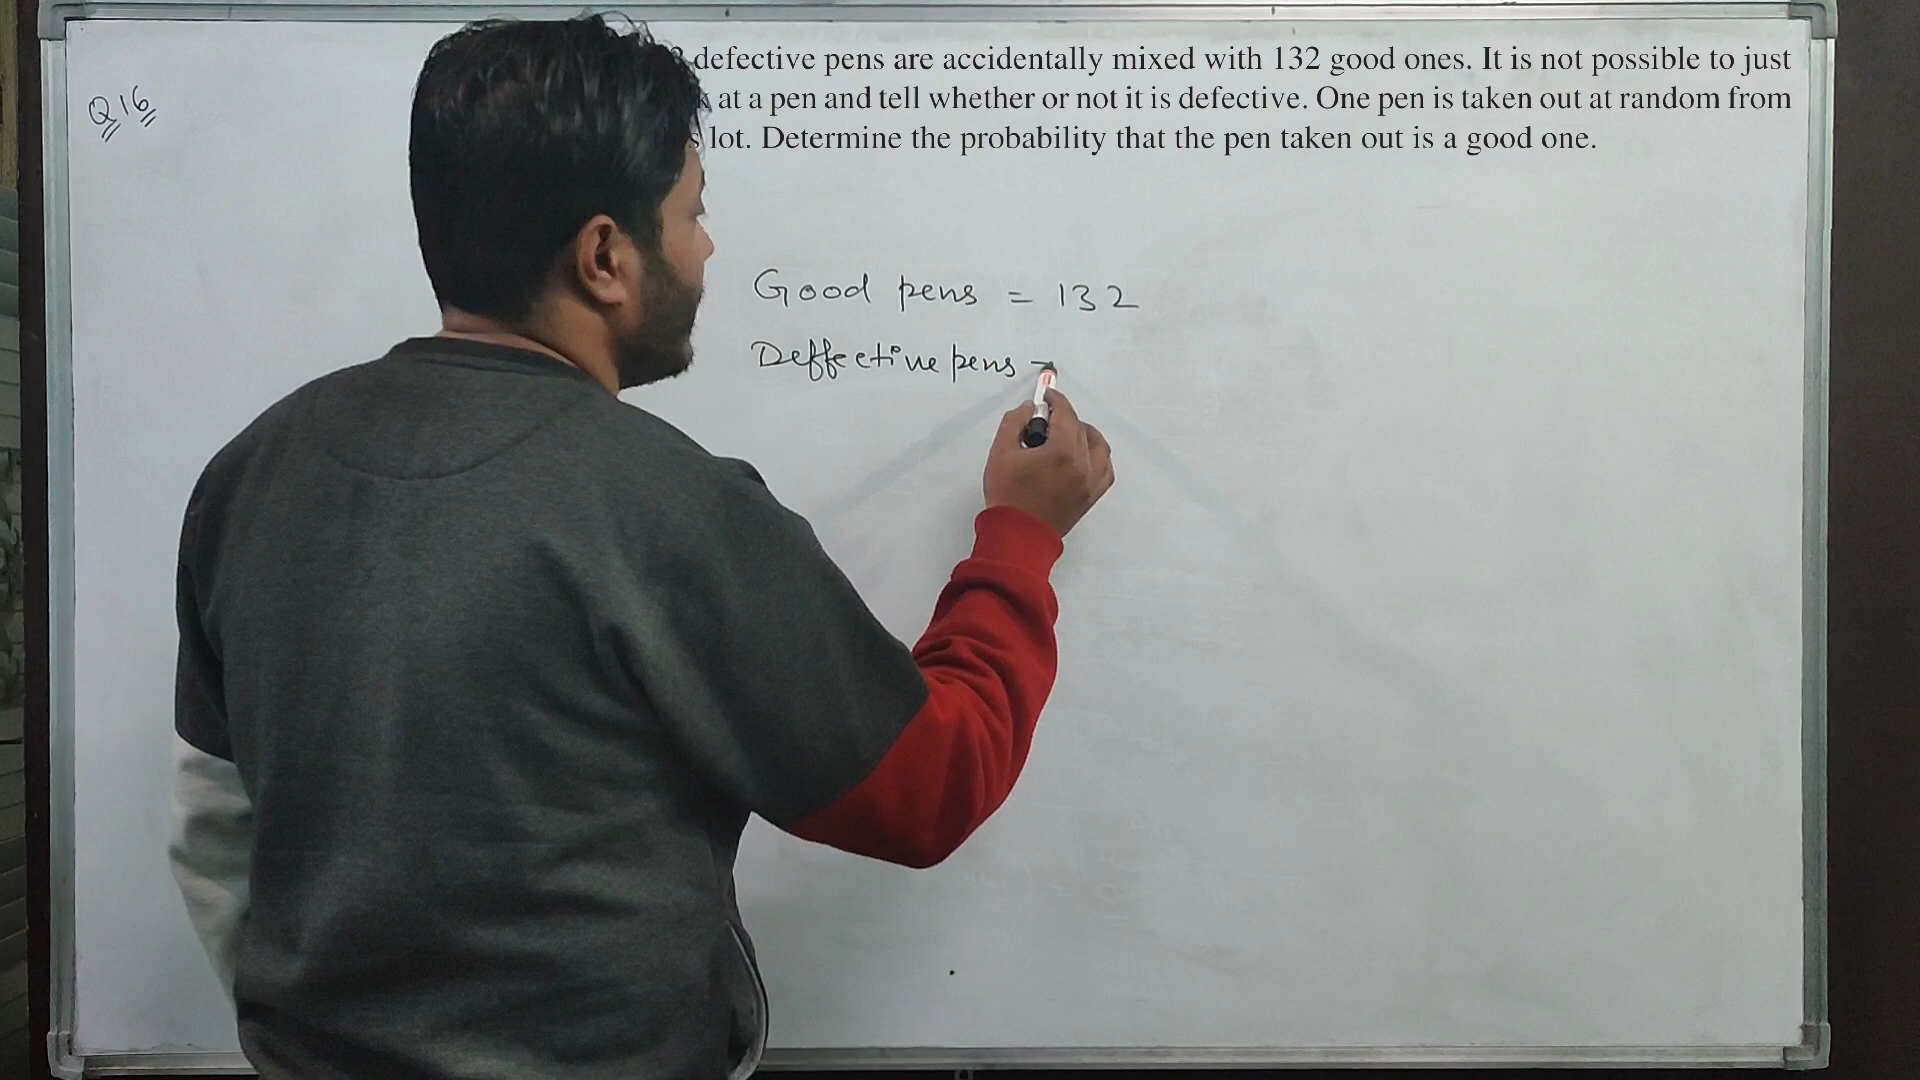 Q16
defective pens are accidentally mixed with 132 good ones. It is not possible to just
at a pen and tell whether or not it is defective. One pen is taken out at random from
lot. Determine the probability that the pen taken out is a good one.
Good pens = 132
Deffective pens =